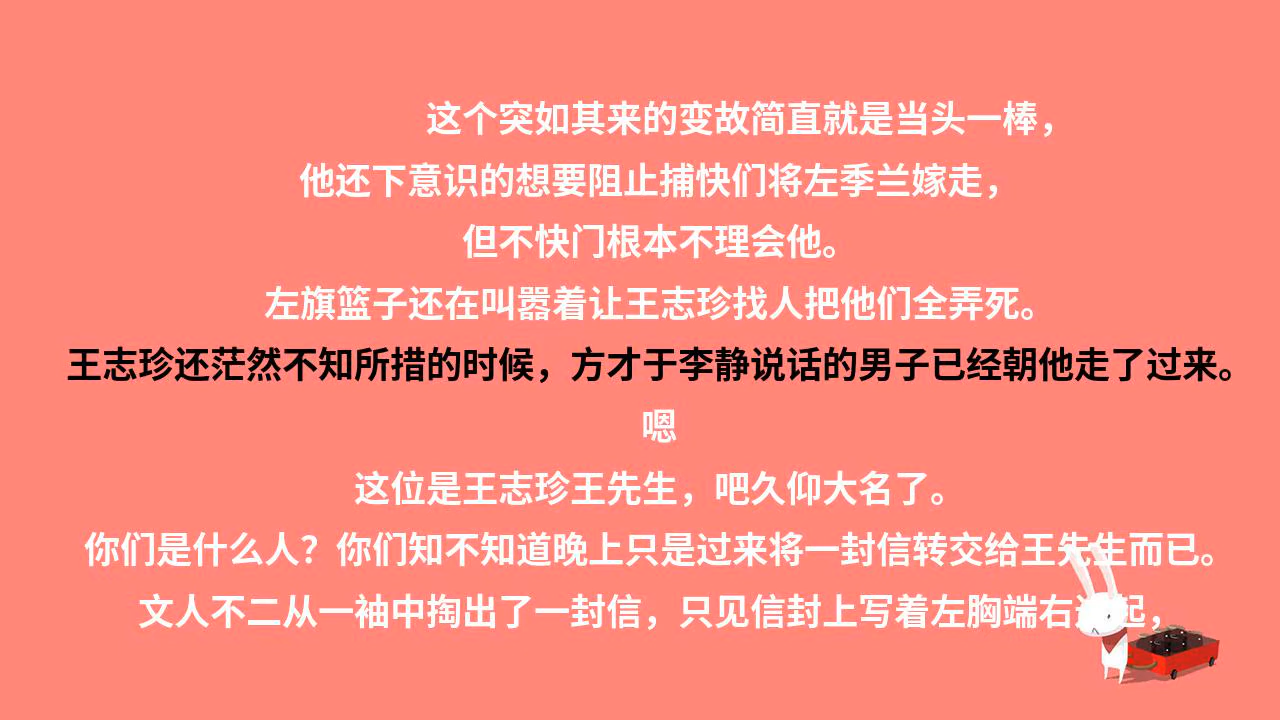 这个突如其来的变故简直就是当头一棒，
他还下意识的想要阻止捕快们将左季兰嫁走，
但不快门根本不理会他。
左旗篮子还在叫嚣着让王志珍找人把他们全弄死。
王志珍还茫然不知所措的时候，方才于李静说话的男子已经朝他走了过来。
嗯
这位是王志珍王先生，吧久仰大名了。
你们是什么人？你们知不知道晚上只是过来将一封信转交给王先生而已。
文人不二从一袖中掏出了一封信，只见信封上写着左胸端右边起，